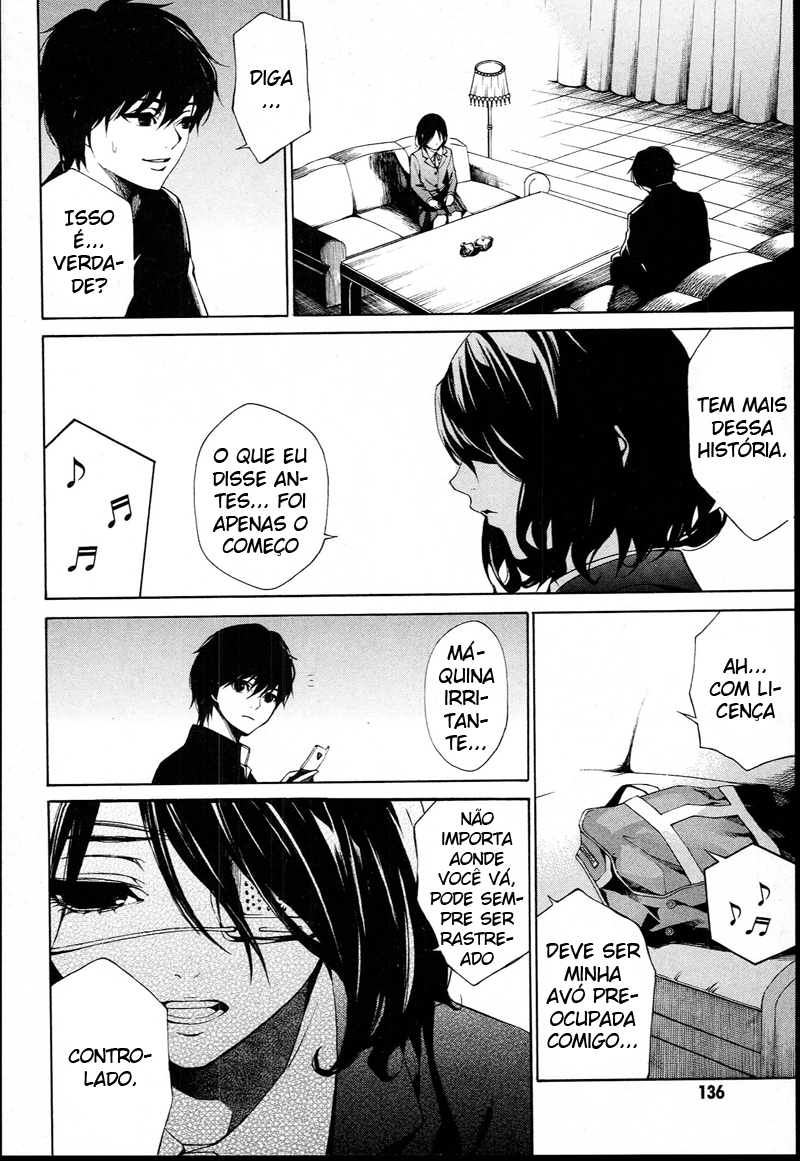 DIGA
...
ISSO
É...
VERDA-
DE?
TEM MAIS
DESSA
HISTÓRIA.
O QUE EU
DISSE AN-
TES... FOI
APENAS O
COMEÇO
AH...
COM LI-
CENÇA
DEVE SER
MINHA
AVÓ PRE-
OCUPADA
COMIGO...
MÁ-
QUINA
IRRI-
TAN-
TE...
NÃO
IMPORTA
AONDE
VOCÊ VÁ,
PODE SEM-
PRE SER
RASTRE-
ADO
CONTRO-
LADO.
136